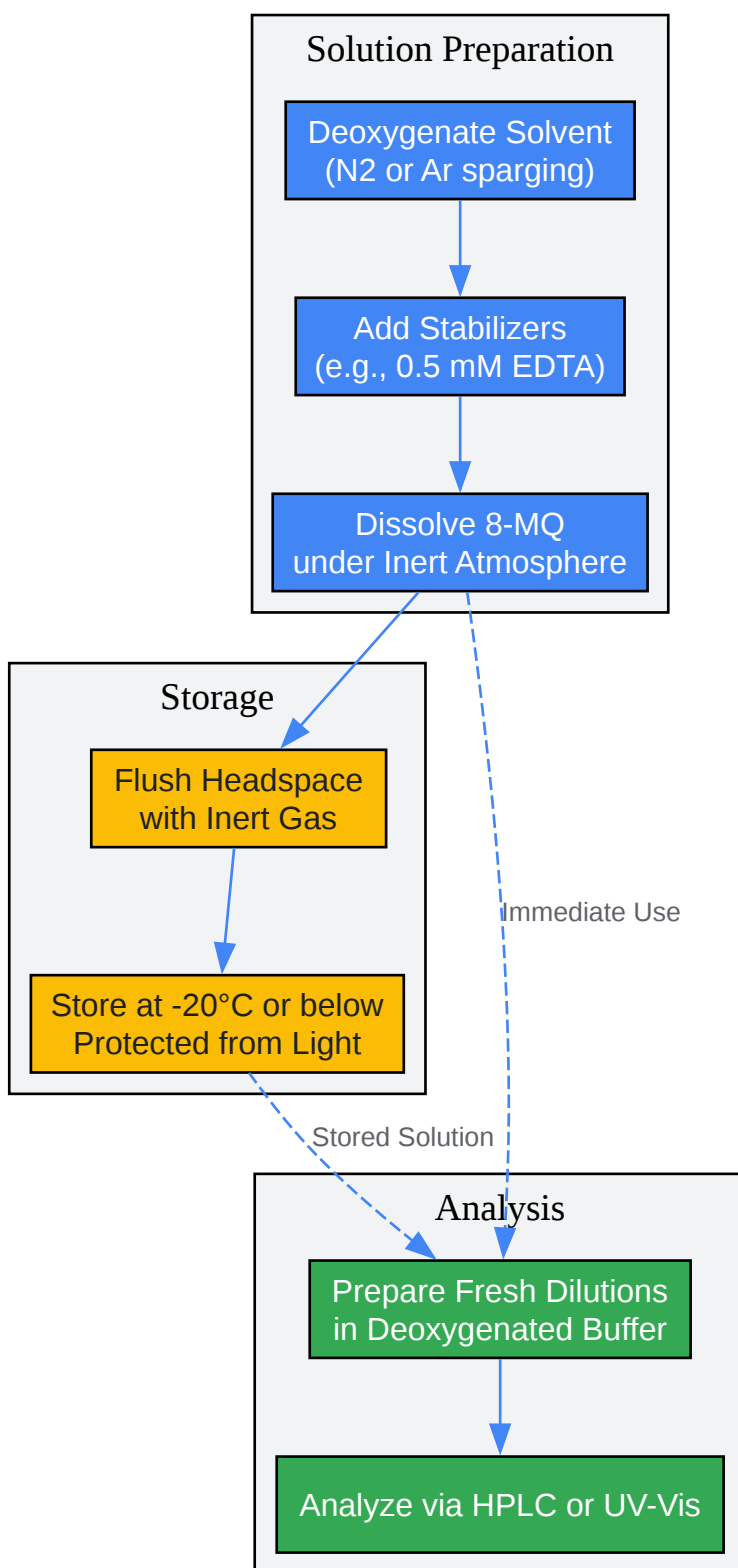 Solution Preparation
Deoxygenate Solvent
(N2 or Ar sparging)
Add Stabilizers
(e.g., 0.5 mM EDTA)
Dissolve 8-MQ
under Inert Atmosphere
Storage
Flush Headspace
with Inert Gas
Immediate Use
Store at -20°C or below
Protected from Light
Stored Solution
Analysis
Prepare Fresh Dilutions
in Deoxygenated Buffer
Analyze via HPLC or UV-Vis